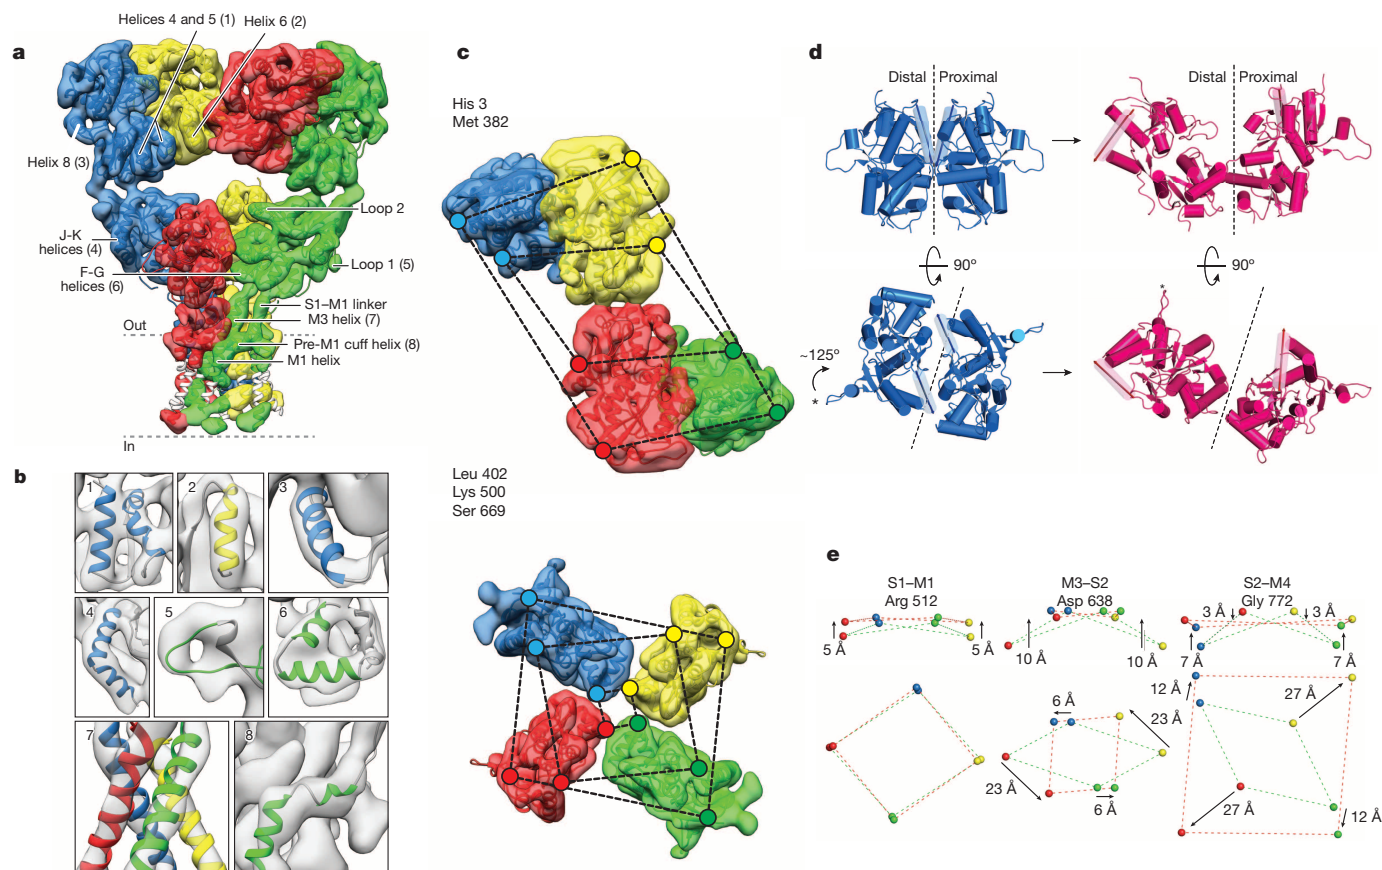 a
Helices 4 and 5 (1)
Helix 6 (2)
Helix 8 (3)
Loop 2
J-K
helices (4)
Loop 1 (5)
F-G
helices (6)
S1–M1 linker
M3 helix (7)
Out
Pre-M1 cuff helix (8)
M1 helix
In
b
1
2
3
4
5
6
7
8
c
His 3
Met 382
Leu 402
Lys 500
Ser 669
d
Distal
Proximal
Distal
Proximal
90º
90º
~125º
*
*
e
S1–M1
Arg 512
M3–S2
Asp 638
S2–M4
Gly 772
5 Å
5 Å
10 Å
10 Å
3 Å
3 Å
7 Å
7 Å
12 Å
27 Å
6 Å
23 Å
23 Å
6 Å
27 Å
12 Å